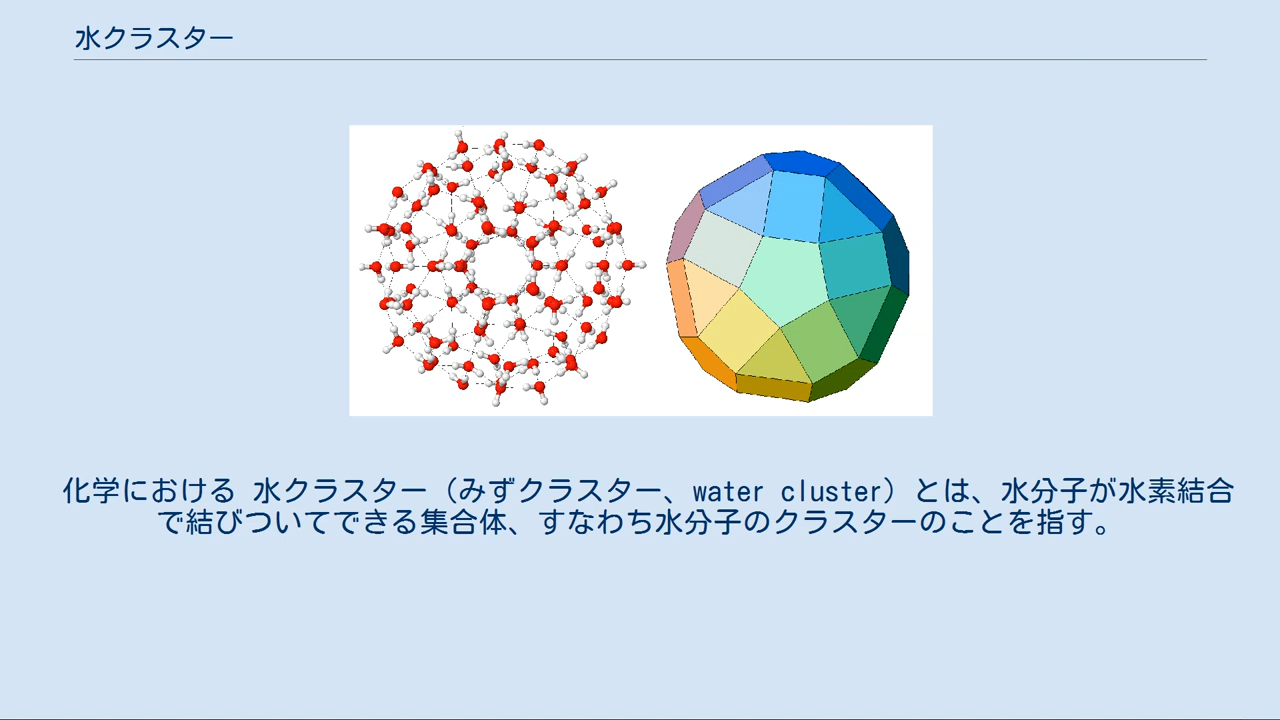 水クラスター
化学における 水クラスター（みずクラスター、water cluster）とは、水分子が水素結合
で結びついてできる集合体、すなわち水分子のクラスターのことを指す。